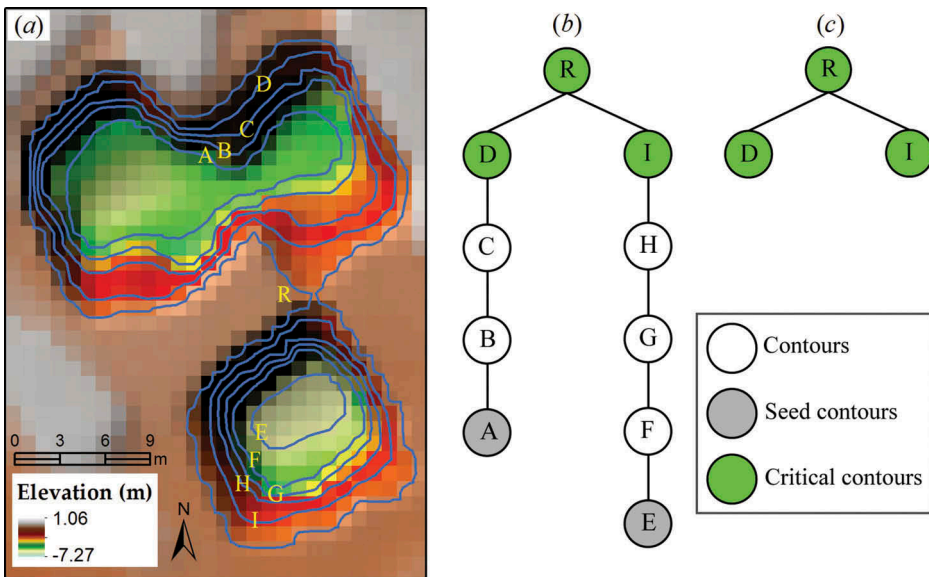 (a)
D
C
B
A
R
E
F
H
G
I
0 3 6 9
m
N
Elevation (m)
1.06
-7.27
(b)
R
D I
C H
B G
A F
E
(c)
R
D I
Contours
Seed contours
Critical contours